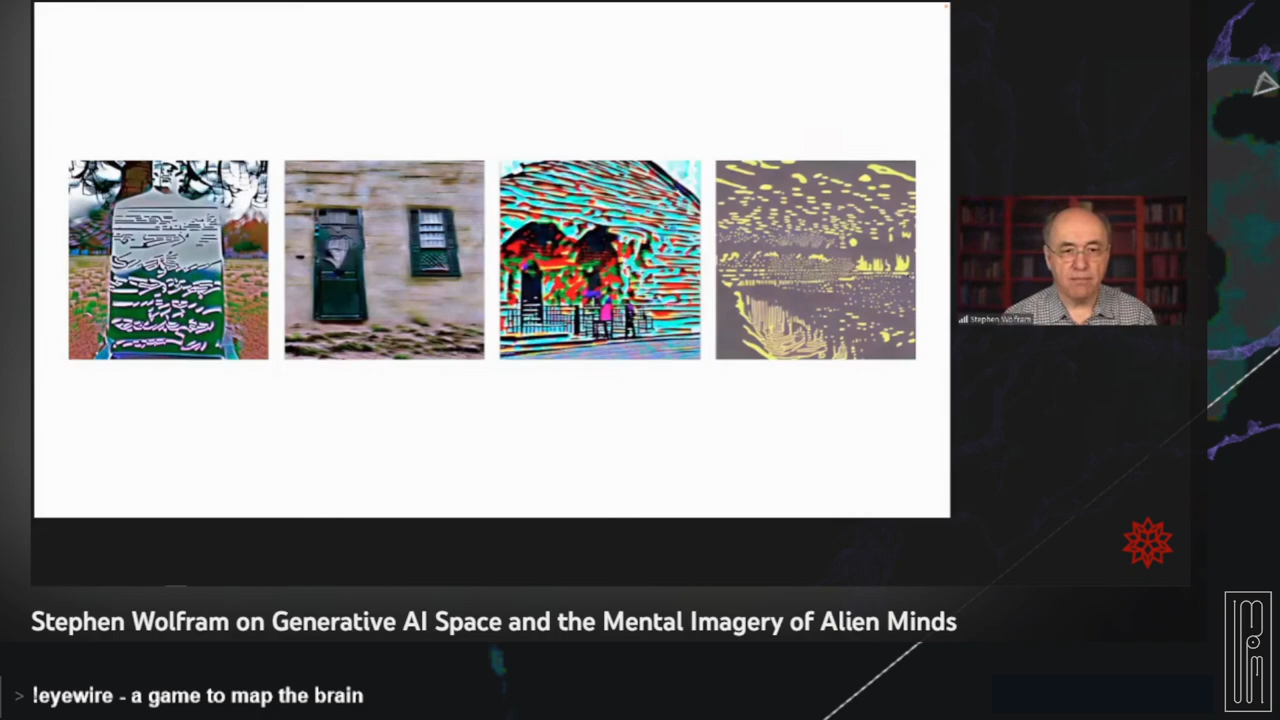 Stephen Wolfram
Stephen Wolfram on Generative AI Space and the Mental Imagery of Alien Minds
> !eyewire - a game to map the brain